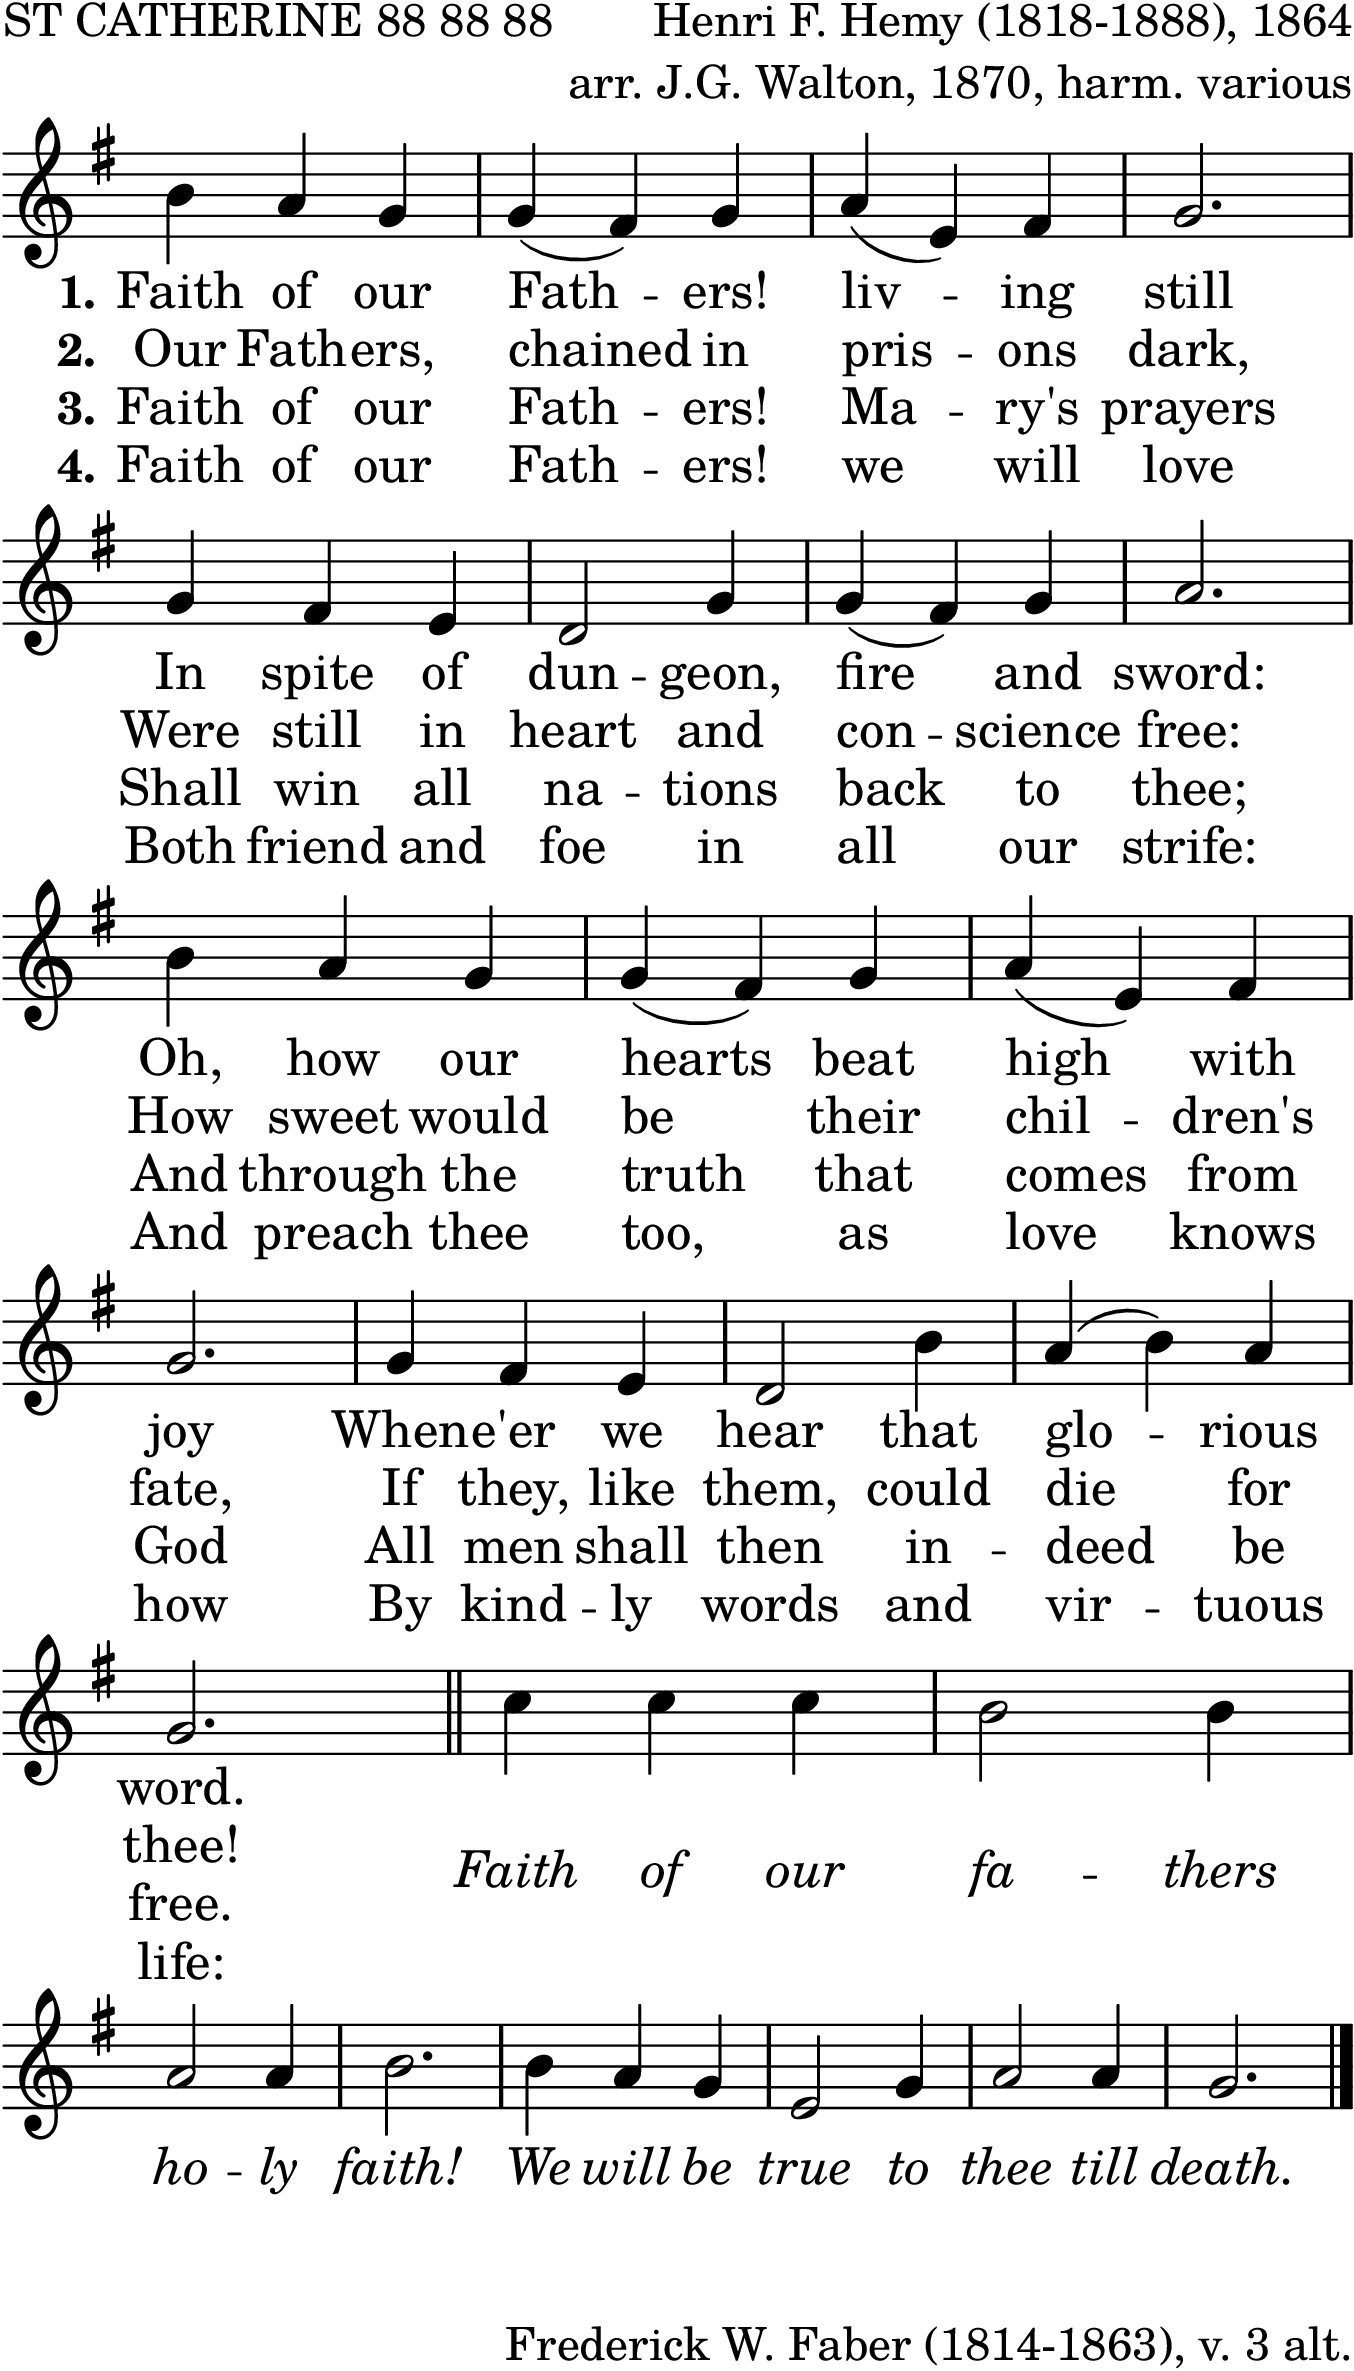 ST CATHERINE 88 88 88 Henri F. Hemy (1818-1888), 1864
arr. J.G. Walton, 1870, harm. various
1. Faith of our Fath - ers! liv - ing still
2. Our Fathers, chained in pris - ons dark,
3. Faith of our Fath - ers! Ma - ry's prayers
4. Faith of our Fath - ers! we will love
In spite of dun - geon, fire and sword:
Were still in heart and con - science free:
Shall win all na - tions back to thee;
Both friend and foe in all our strife:
Oh, how our hearts beat high with
How sweet would be their chil - dren's
And through the truth that comes from
And preach thee too, as love knows
joy Whene'er we hear that glo - rious
fate, If they, like them, could die for
God All men shall then in - deed be
how By kind - ly words and vir - tuous
word.
thee!
Faith of our fa - thers
free.
life:
ho - ly faith! We will be true to thee till death.
Frederick W. Faber (1814-1863), v. 3 alt.